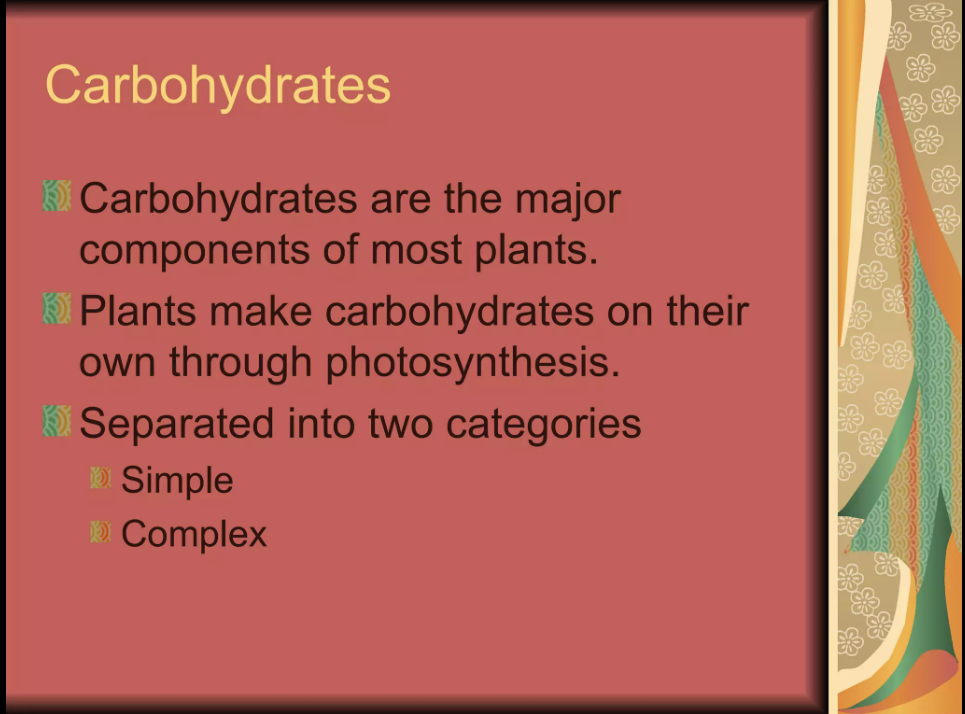 Carbohydrates
Carbohydrates are the major
components of most plants.
Plants make carbohydrates on their
own through photosynthesis.
Separated into two categories
Simple
Complex